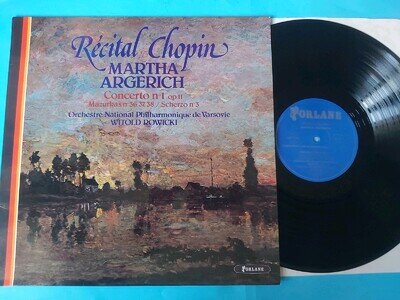 Récital Chopin
MARTHA
ARGERICH
Concerto n°1 op.11
Mazurkas n°36.37.38 / Scherzo n°3
Orchestre National Philharmonique de Varsovie
WITOLD ROWICKI
FORLANE
FORLANE